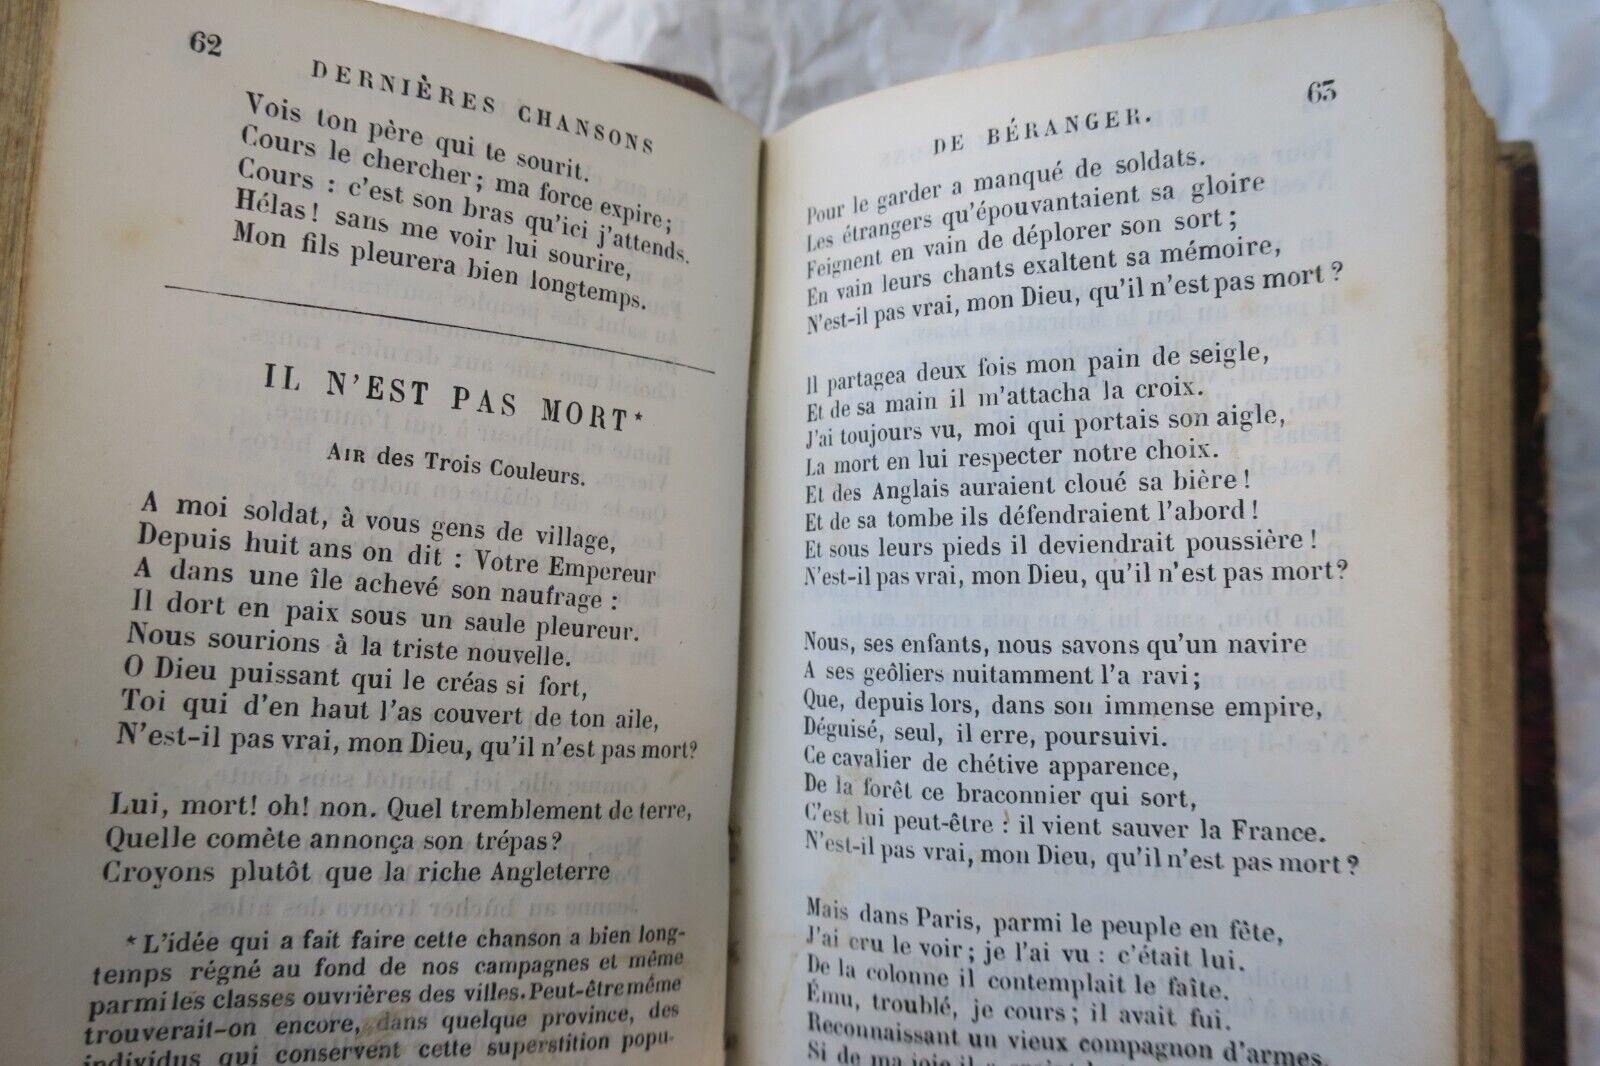 62
DERNIÈRES CHANSONS
Vois ton père qui te sourit.
Cours le chercher; ma force expire;
Cours : c'est son bras qu'ici j'attends.
Hélas! sans me voir lui sourire,
Mon fils pleurera bien longtemps.
IL N'EST PAS MORT*
AIR des Trois Couleurs.
A moi soldat, à vous gens de village,
Depuis huit ans on dit : Votre Empereur
A dans une île achevé son naufrage :
Il dort en paix sous un saule pleureur.
Nous sourions à la triste nouvelle.
O Dieu puissant qui le créas si fort,
Toi qui d'en haut l'as couvert de ton aile,
N'est-il pas vrai, mon Dieu, qu'il n'est pas mort?
Lui, mort! oh! non. Quel tremblement de terre,
Quelle comète annonça son trépas?
Croyons plutôt que la riche Angleterre
* L'idée qui a fait faire cette chanson a bien long-
temps régné au fond de nos campagnes et même
parmi les classes ouvrières des villes. Peut-être même
trouverait-on encore, dans quelque province, des
individus qui conservent cette superstition popu-
63
DE BÉRANGER.
Pour le garder a manqué de soldats.
Les étrangers qu'épouvantaient sa gloire
Feignent en vain de déplorer son sort;
En vain leurs chants exaltent sa mémoire,
N'est-il pas vrai, mon Dieu, qu'il n'est pas mort?
Il partagea deux fois mon pain de seigle,
Et de sa main il m'attacha la croix.
J'ai toujours vu, moi qui portais son aigle,
La mort en lui respecter notre choix.
Et des Anglais auraient cloué sa bière!
Et de sa tombe ils défendraient l'abord!
Et sous leurs pieds il deviendrait poussière!
N'est-il pas vrai, mon Dieu, qu'il n'est pas mort?
Nous, ses enfants, nous savons qu'un navire
A ses geôliers nuitamment l'a ravi;
Que, depuis lors, dans son immense empire,
Déguisé, seul, il erre, poursuivi.
Ce cavalier de chétive apparence,
De la forêt ce braconnier qui sort,
C'est lui peut-être : il vient sauver la France.
N'est-il pas vrai, mon Dieu, qu'il n'est pas mort?
Mais dans Paris, parmi le peuple en fête,
J'ai cru le voir; je l'ai vu : c'était lui.
De la colonne il contemplait le faîte.
Ému, troublé, je cours; il avait fui.
Reconnaissant un vieux compagnon d'armes,
Si de ma joie il a